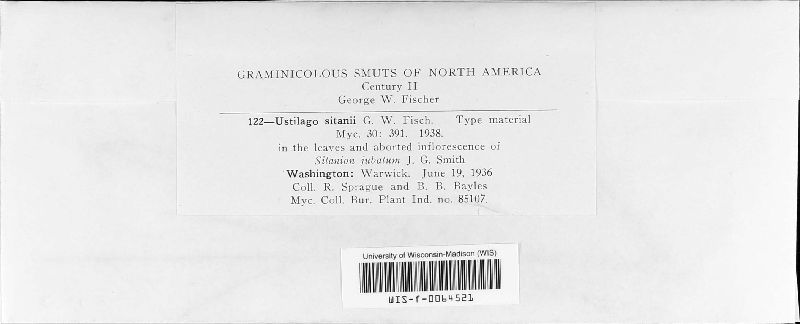 GRAMINICOLOUS SMUTS OF NORTH AMERICA
Century II
George W. Fischer
122—Ustilago sitanii G. W. Fisch. Type material
Myc. 30: 391. 1938.
in the leaves and aborted inflorescence of
Sitanion jubatum J. G. Smith
Washington: Warwick. June 19, 1936
Coll. R. Sprague and B. B. Bayles
Myc. Coll. Bur. Plant Ind. no. 85107.
University of Wisconsin-Madison (WIS)
WIS-f-0064521